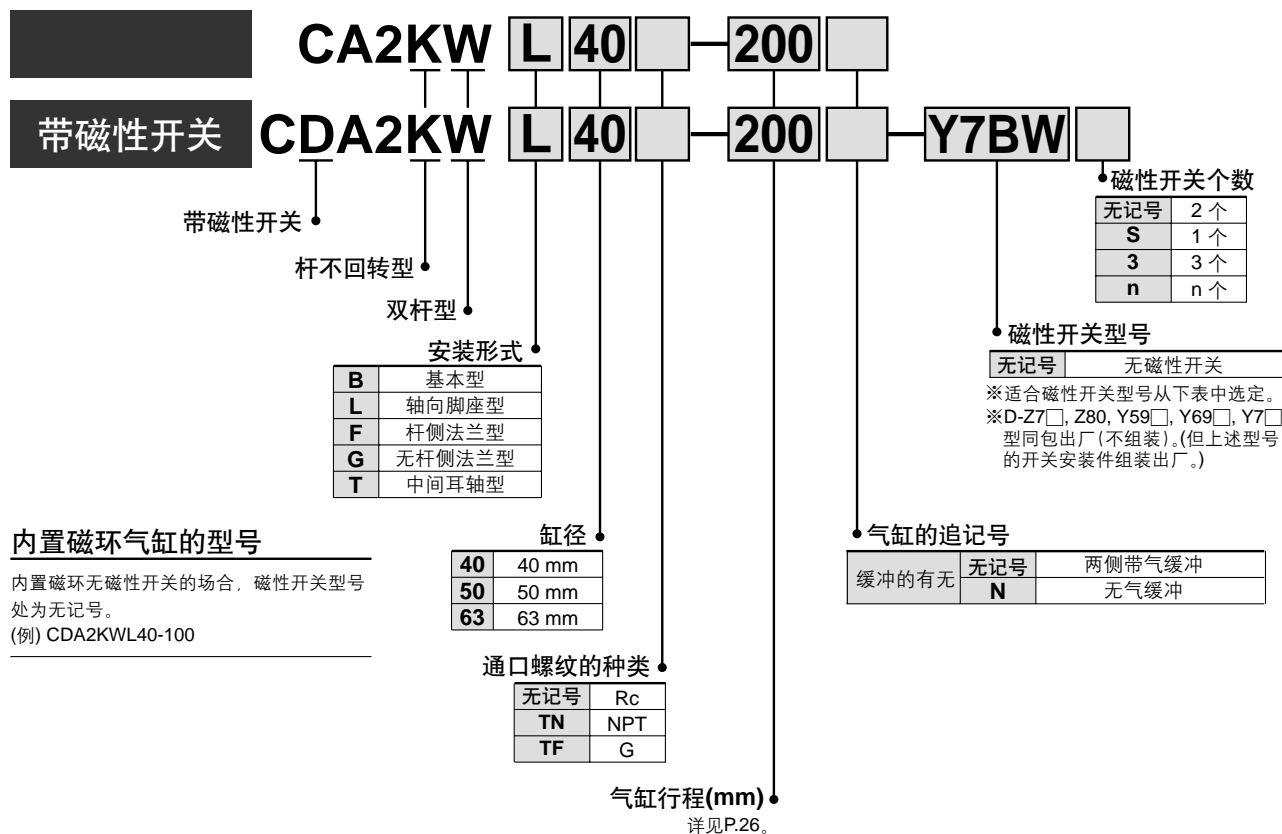 CA2KW L 40 — 200
带磁性开关 CDA2KW L 40 — 200 — Y7BW
带磁性开关
杆不回转型
双杆型
安装形式
B 基本型
L 轴向脚座型
F 杆侧法兰型
G 无杆侧法兰型
T 中间耳轴型
磁性开关个数
无记号 2 个
S 1 个
3 3 个
n n 个
磁性开关型号
无记号 无磁性开关
※适合磁性开关型号从下表中选定。
※D-Z7□, Z80, Y59□, Y69□, Y7□
型同包出厂(不组装)。(但上述型号
的开关安装件组装出厂。)
内置磁环气缸的型号
内置磁环无磁性开关的场合，磁性开关型号
处为无记号。
(例) CDA2KWL40-100
缸径
40 40 mm
50 50 mm
63 63 mm
气缸的追记号
缓冲的有无 无记号 两侧带气缓冲
N 无气缓冲
通口螺纹的种类
无记号 Rc
TN NPT
TF G
气缸行程(mm)
详见P.26。